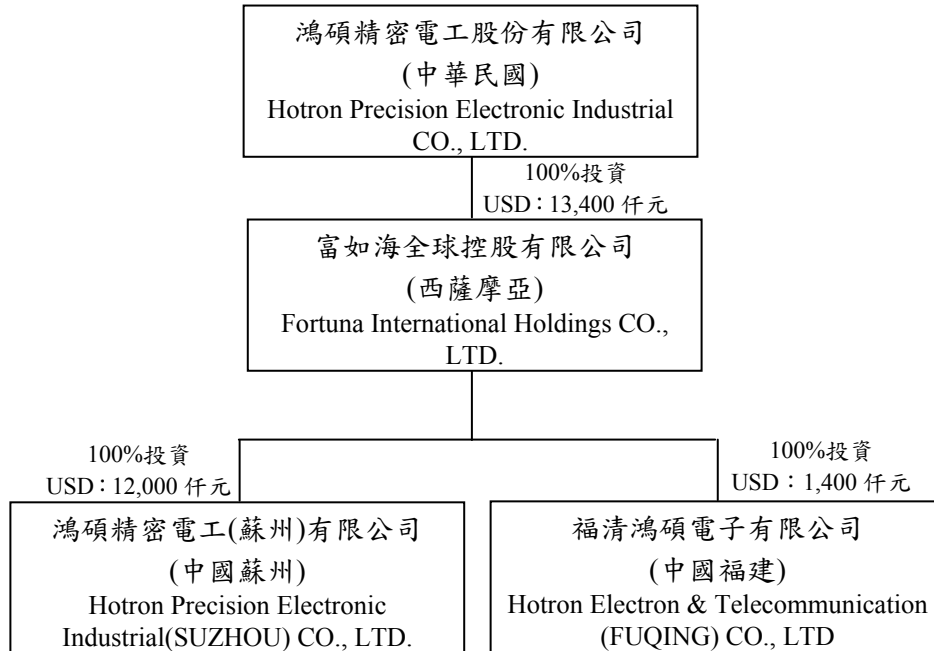 鴻碩精密電工股份有限公司
(中華民國)
Hotron Precision Electronic Industrial
CO., LTD.
100%投資
USD：13,400 仟元
富如海全球控股有限公司
(西薩摩亞)
Fortuna International Holdings CO.,
LTD.
100%投資
USD：12,000 仟元
鴻碩精密電工(蘇州)有限公司
(中國蘇州)
Hotron Precision Electronic
Industrial(SUZHOU) CO., LTD.
100%投資
USD：1,400 仟元
福清鴻碩電子有限公司
(中國福建)
Hotron Electron & Telecommunication
(FUQING) CO., LTD